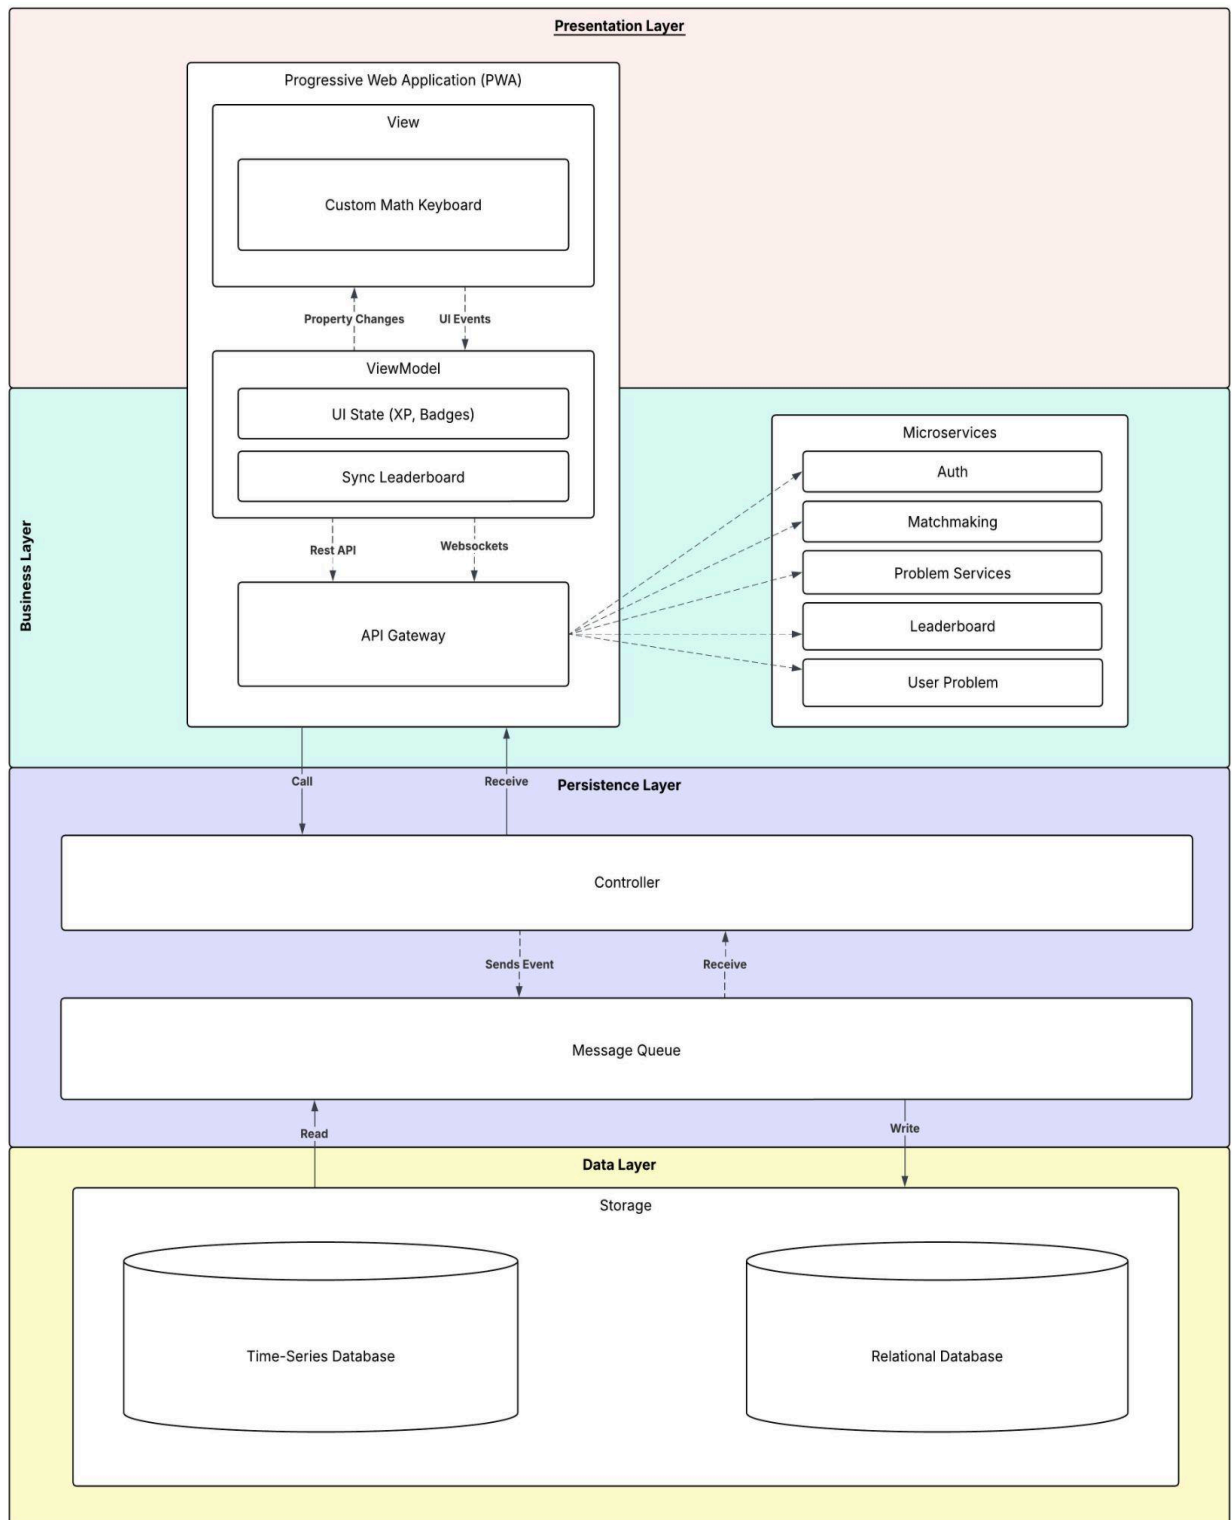 Presentation Layer
Progressive Web Application (PWA)
View
Custom Math Keyboard
Property Changes
UI Events
ViewModel
UI State (XP, Badges)
Sync Leaderboard
Rest API
Websockets
API Gateway
Business Layer
Microservices
Auth
Matchmaking
Problem Services
Leaderboard
User Problem
Call
Receive
Persistence Layer
Controller
Sends Event
Receive
Message Queue
Read
Write
Data Layer
Storage
Time-Series Database
Relational Database